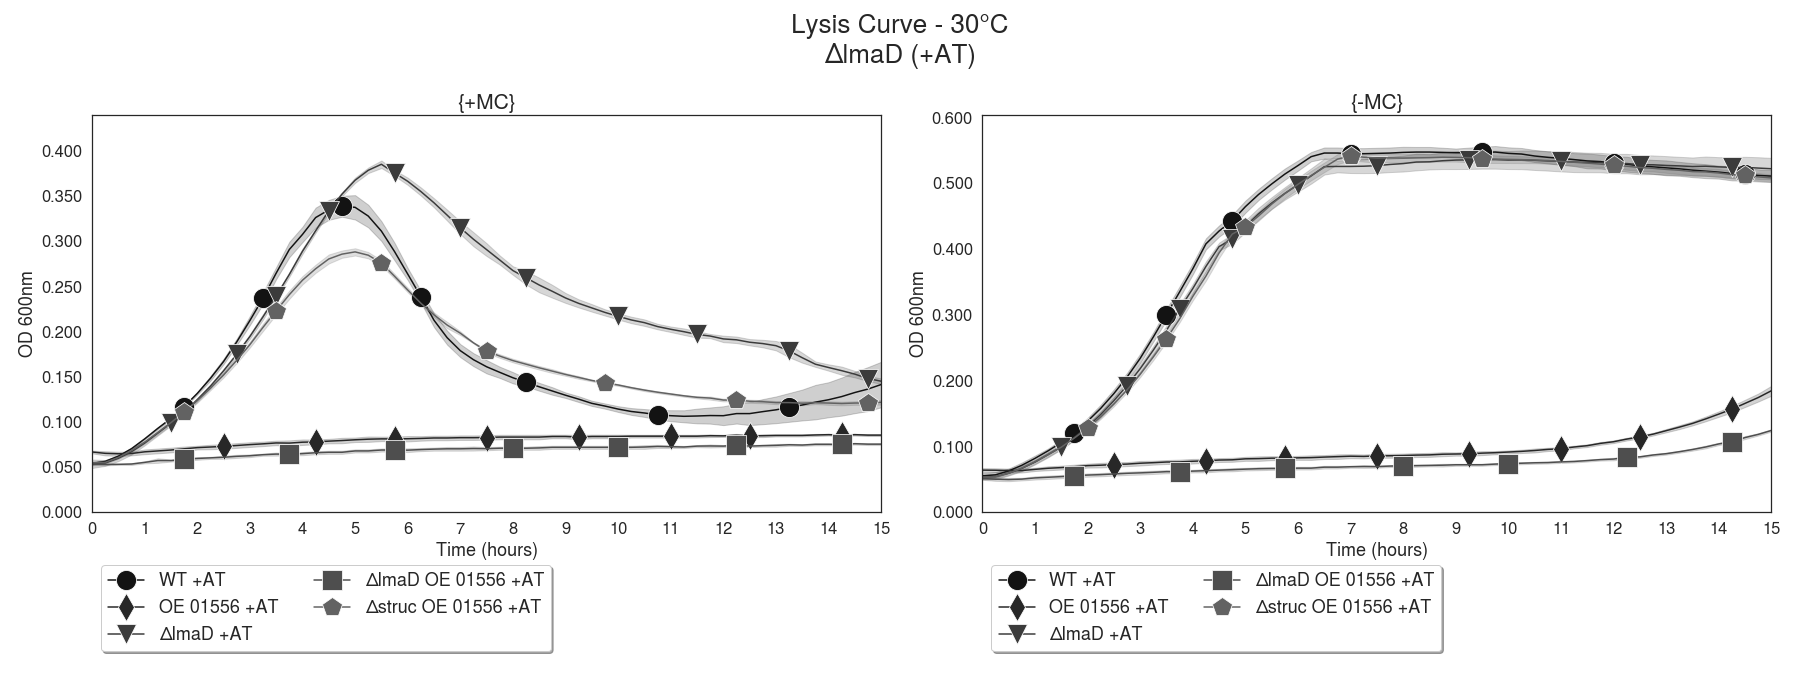 Lysis Curve - 30°C
ΔlmaD (+AT)
{+MC}
0.400
0.350
0.300
0.250
0.200
0.150
0.100
0.050
0.000
OD 600nm
0 1 2 3 4 5 6 7 8 9 10 11 12 13 14 15
Time (hours)
WT +AT
OE 01556 +AT
ΔlmaD +AT
ΔlmaD OE 01556 +AT
Δstruc OE 01556 +AT
{-MC}
0.600
0.500
0.400
0.300
0.200
0.100
0.000
OD 600nm
0 1 2 3 4 5 6 7 8 9 10 11 12 13 14 15
Time (hours)
WT +AT
OE 01556 +AT
ΔlmaD +AT
ΔlmaD OE 01556 +AT
Δstruc OE 01556 +AT